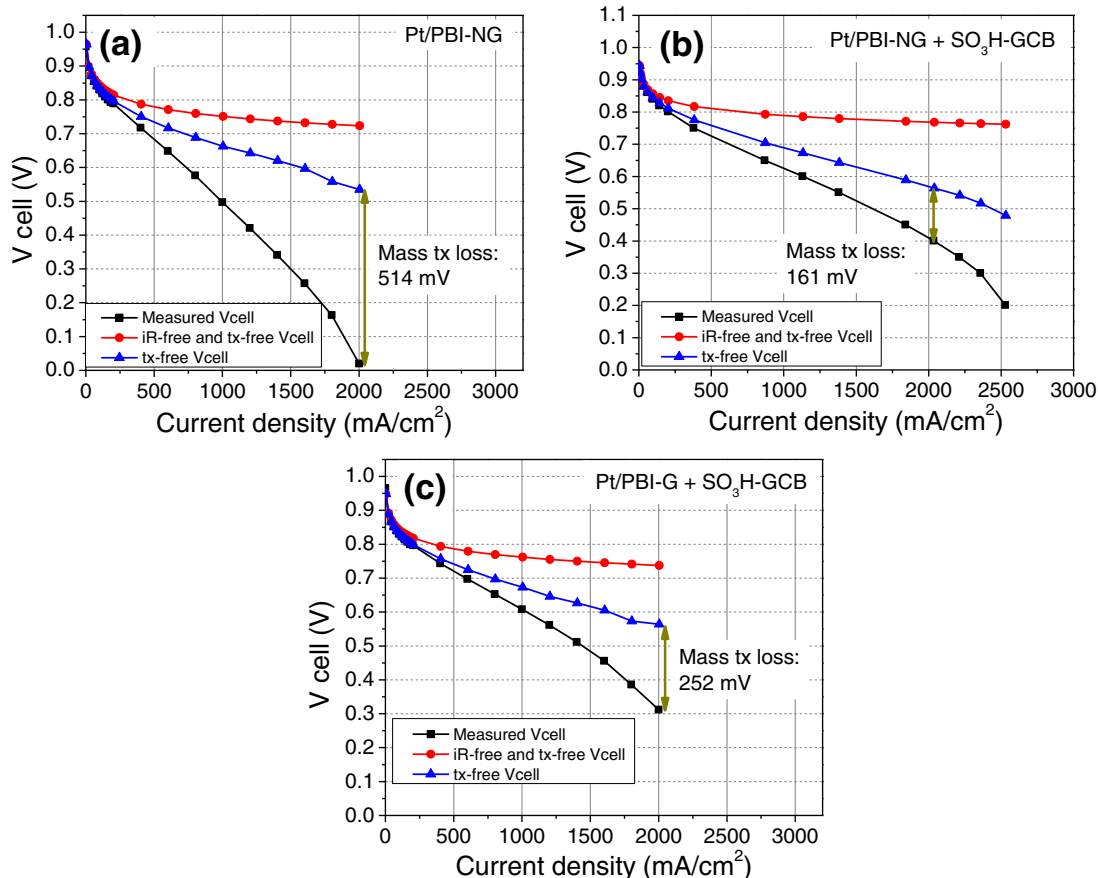 (a)
Pt/PBI-NG
V cell (V)
1.0
0.9
0.8
0.7
0.6
0.5
0.4
0.3
0.2
0.1
0.0
Mass tx loss:
514 mV
Measured Vcell
iR-free and tx-free Vcell
tx-free Vcell
0 500 1000 1500 2000 2500 3000
Current density (mA/cm²)
(b)
Pt/PBI-NG + SO₃H-GCB
V cell (V)
1.1
1.0
0.9
0.8
0.7
0.6
0.5
0.4
0.3
0.2
0.1
0.0
Mass tx loss:
161 mV
Measured Vcell
iR-free and tx-free Vcell
tx-free Vcell
0 500 1000 1500 2000 2500 3000
Current density (mA/cm²)
(c)
Pt/PBI-G + SO₃H-GCB
V cell (V)
1.0
0.9
0.8
0.7
0.6
0.5
0.4
0.3
0.2
0.1
0.0
Mass tx loss:
252 mV
Measured Vcell
iR-free and tx-free Vcell
tx-free Vcell
0 500 1000 1500 2000 2500 3000
Current density (mA/cm²)